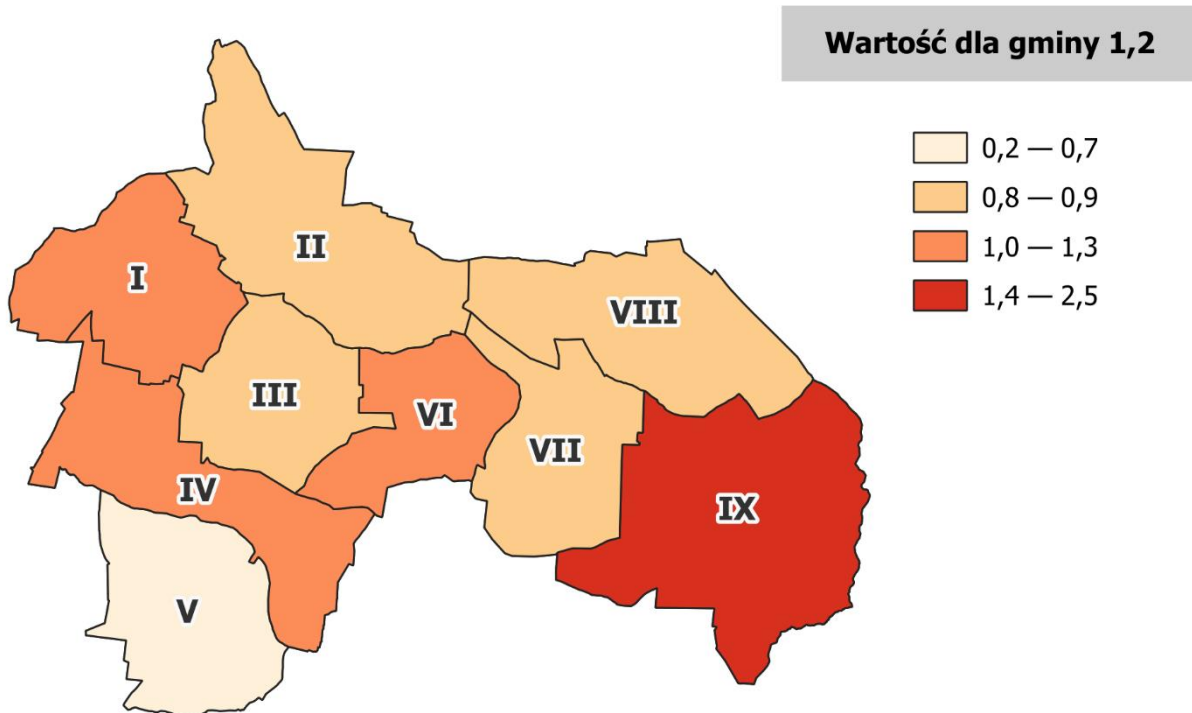 Wartość dla gminy 1,2
0,2 — 0,7
0,8 — 0,9
1,0 — 1,3
1,4 — 2,5
I
II
III
IV
V
VI
VII
VIII
IX